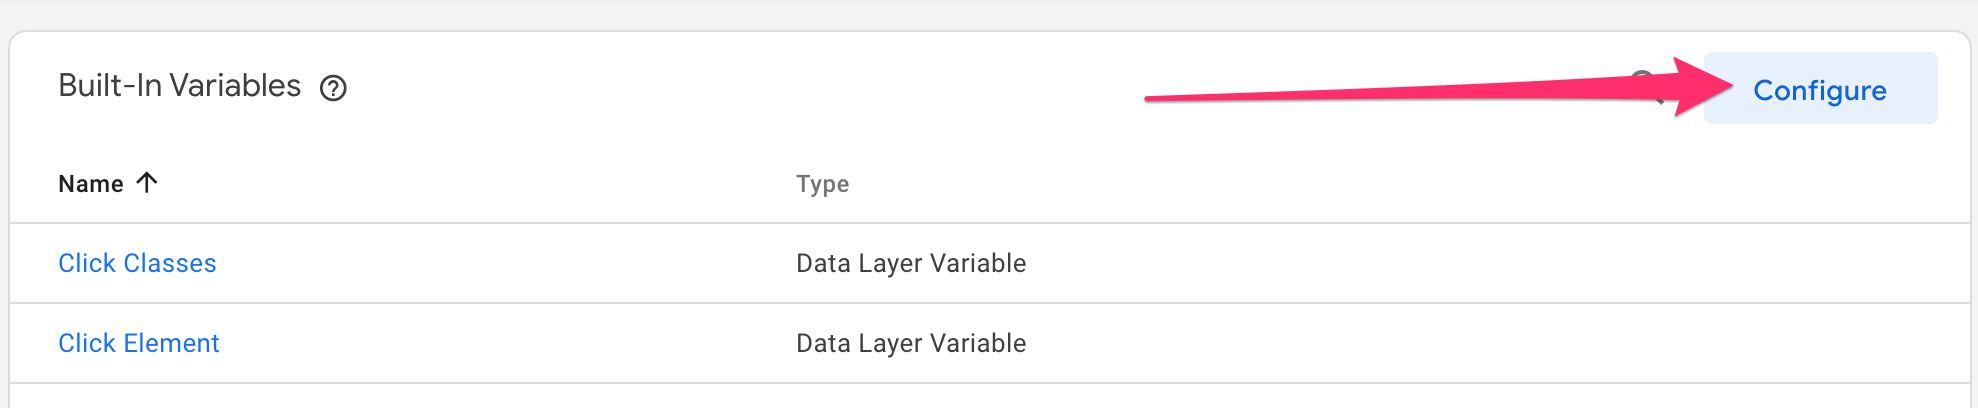 Built-In Variables
Configure
Name Type
Click Classes Data Layer Variable
Click Element Data Layer Variable